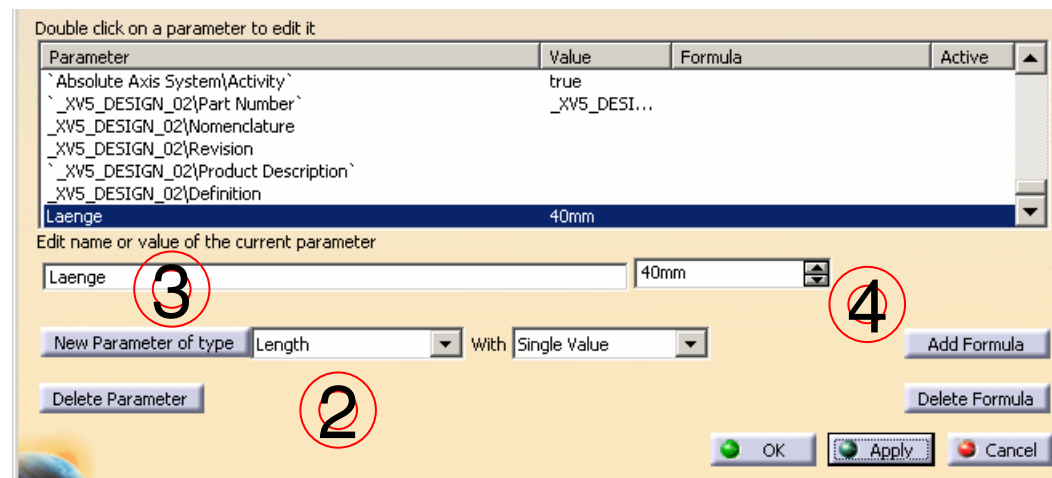 Double click on a parameter to edit it
Parameter Value Formula Active
`Absolute Axis System\Activity` true
`_XV5_DESIGN_02\Part Number` _XV5_DESI...
_XV5_DESIGN_02\Nomenclature
_XV5_DESIGN_02\Revision
`_XV5_DESIGN_02\Product Description`
_XV5_DESIGN_02\Definition
Laenge 40mm
Edit name or value of the current parameter
Laenge 40mm
3 4
New Parameter of type Length With Single Value Add Formula
Delete Parameter 2 Delete Formula
OK Apply Cancel